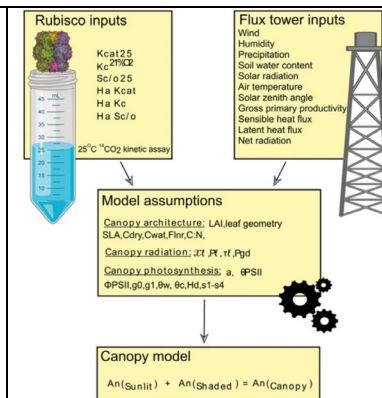 Rubisco inputs
Kcat25
Kc21%O2
Sc/o25
Ha Kcat
Ha Kc
Ha Sc/o
mL
45
35
30
25
20
15
10
25°C 14CO2 kinetic assay
Flux tower inputs
Wind
Humidity
Precipitation
Soil water content
Solar radiation
Air temperature
Solar zenith angle
Gross primary productivity
Sensible heat flux
Latent heat flux
Net radiation
Model assumptions
Canopy architecture: LAI,leaf geometry
SLA,Cdry,Cwat,Flnr,C:N,
Canopy radiation: 𝑥ℓ ,Pℓ ,τℓ ,Pgd
Canopy photosynthesis: a, θPSII
ΦPSII,g0,g1,θw, θc,Hd,s1-s4
Canopy model
An(Sunlit) + An(Shaded) = An(Canopy)